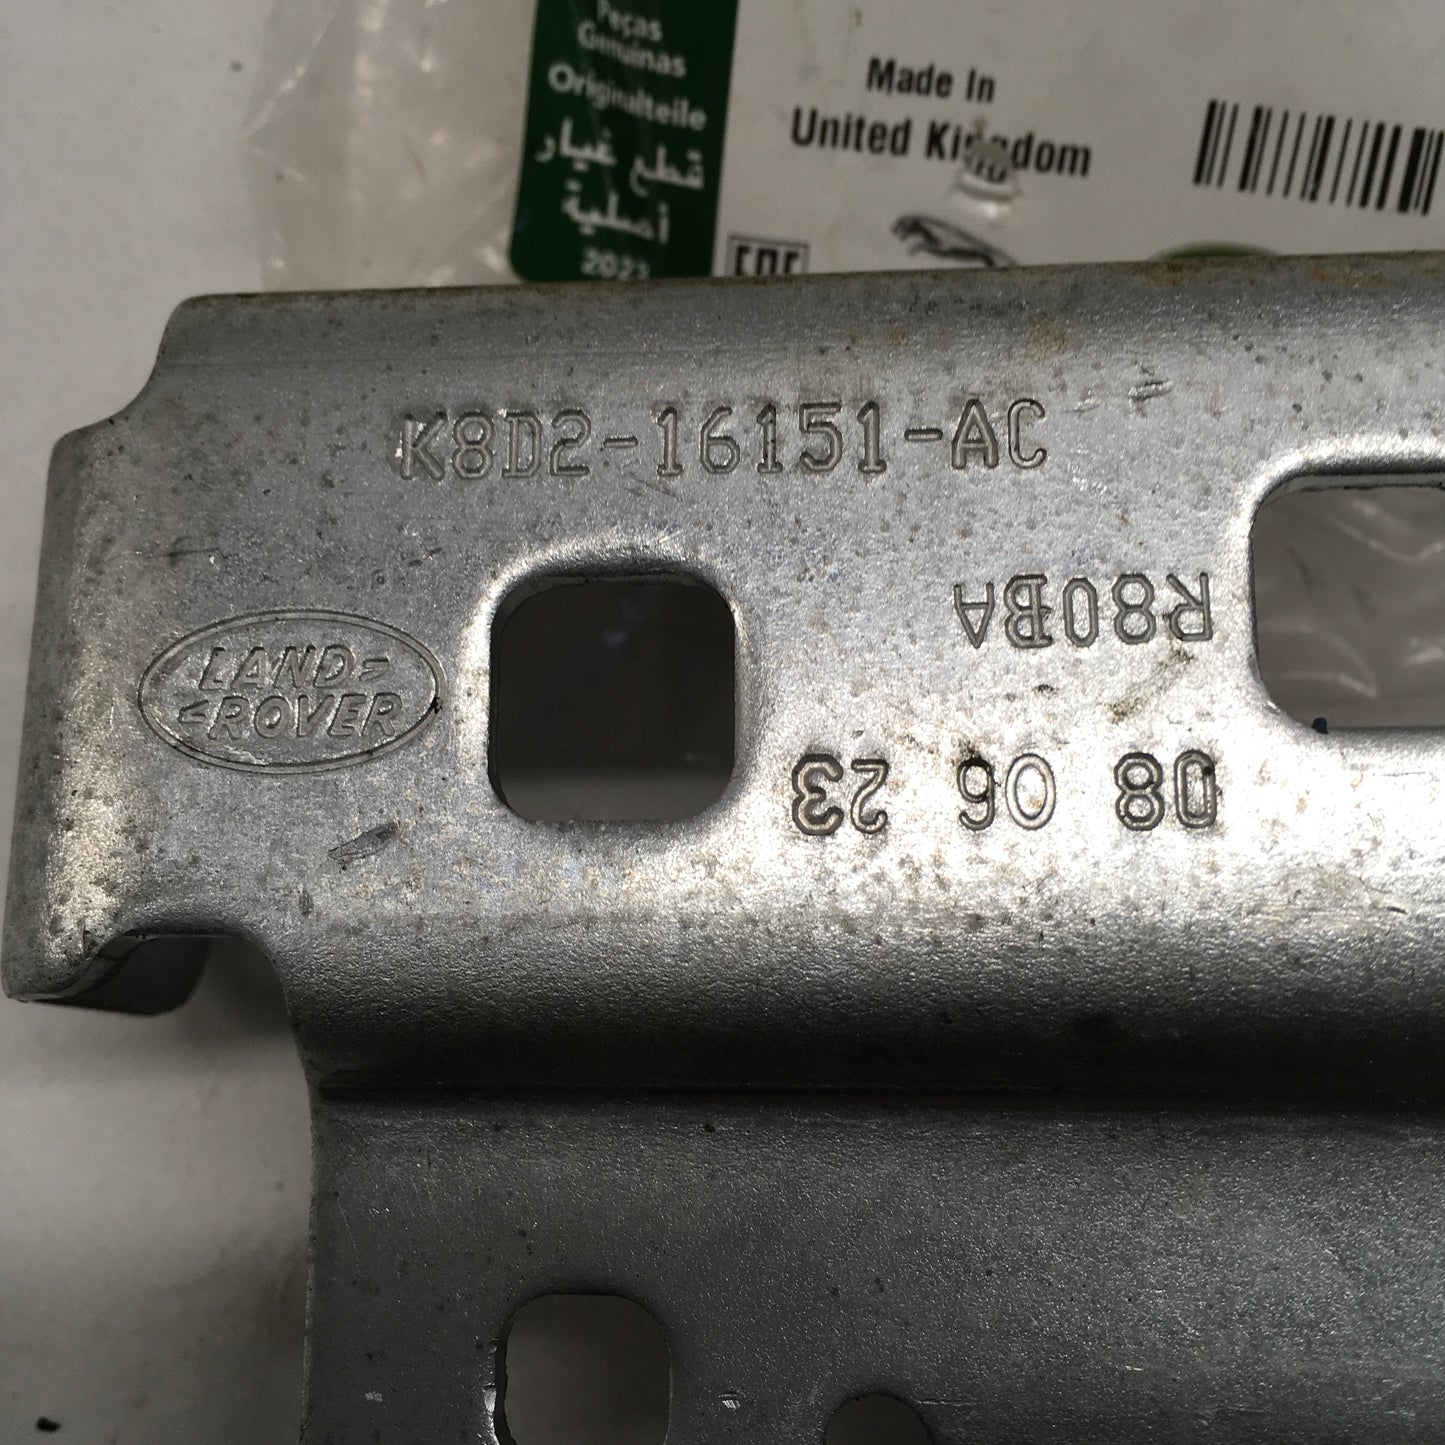 Peças
Genuinas
Originalteile
قطع غيار
أصلية
2023
Made In
United Kingdom
K8D2-16151-AC
LAND
ROVER
R80BA
08 06 23